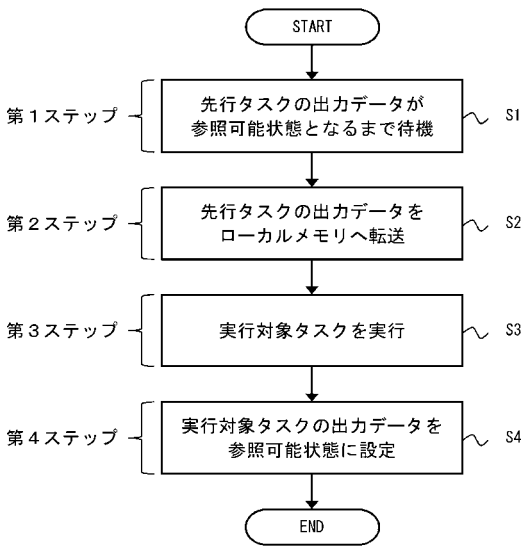 START
第１ステップ
先行タスクの出力データが
参照可能状態となるまで待機
S1
第２ステップ
先行タスクの出力データを
ローカルメモリへ転送
S2
第３ステップ
実行対象タスクを実行
S3
第４ステップ
実行対象タスクの出力データを
参照可能状態に設定
S4
END